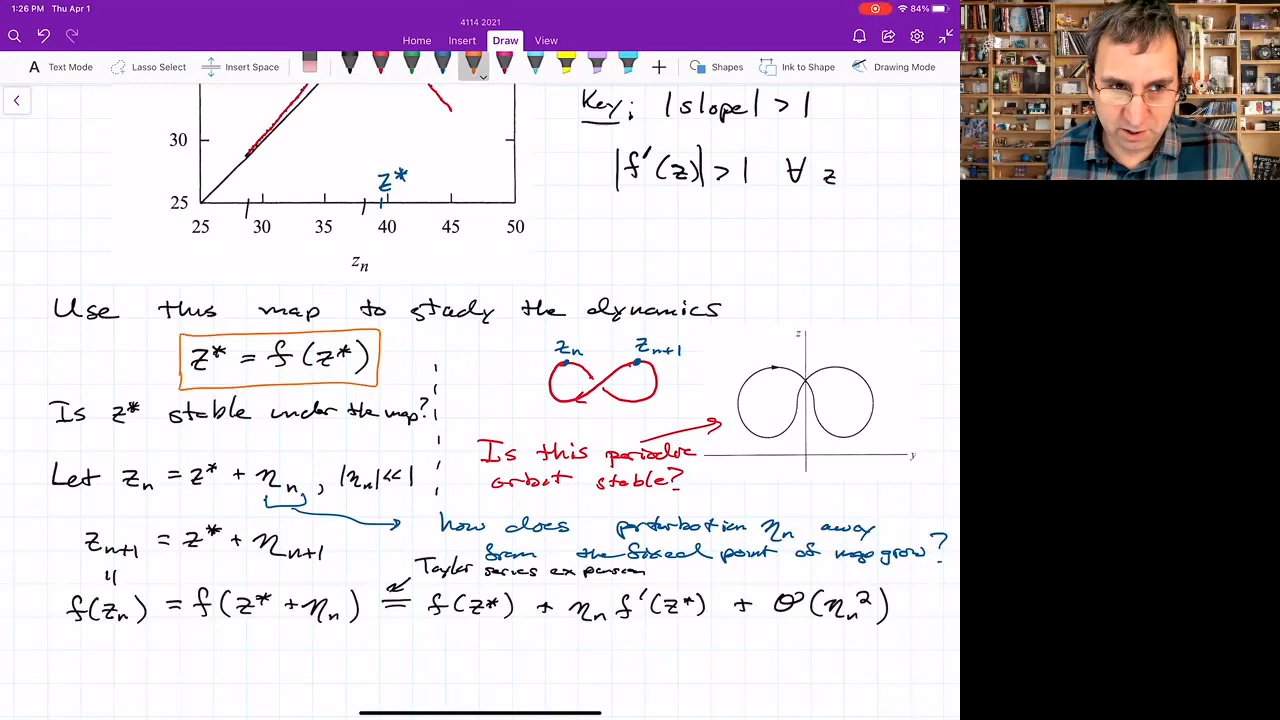 1:26 PM Thu Apr 1
84%
4114 2021
Home Insert Draw View
Text Mode Lasso Select Insert Space Shapes Ink to Shape Drawing Mode
Key: |slope| > 1
30
|f'(z)| > 1 ∀ z
z*
25
25 30 35 40 45 50
z_n
Use this map to study the dynamics
z* = f(z*)
z_n z_{n+1}
z
Is z* stable under the map?
Is this periodic
orbit stable?
y
Let z_n = z* + η_n, |η_n| << 1
how does perturbation η_n away
from the fixed point of map grow?
z_{n+1} = z* + η_{n+1}
Taylor series expansion
f(z_n) = f(z* + η_n) = f(z*) + η_n f'(z*) + O(η_n^2)